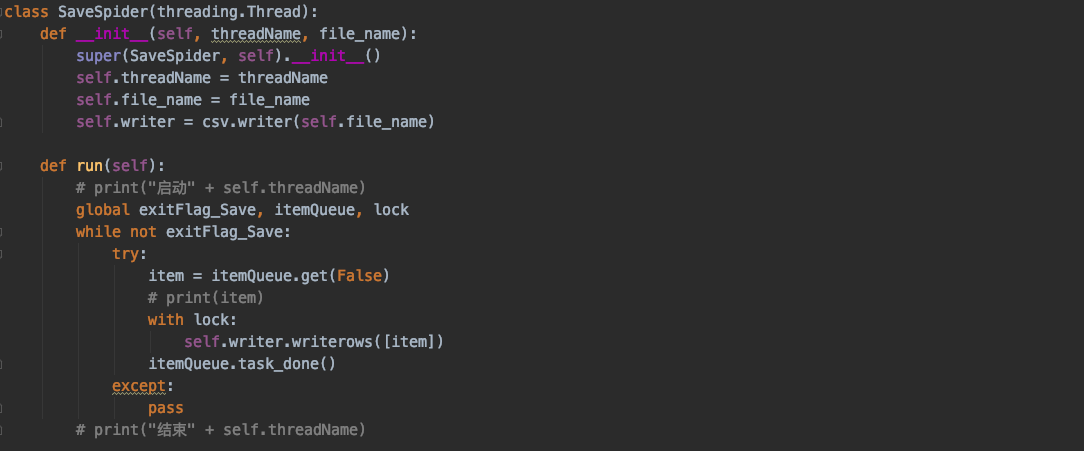 class SaveSpider(threading.Thread):
    def __init__(self, threadName, file_name):
        super(SaveSpider, self).__init__()
        self.threadName = threadName
        self.file_name = file_name
        self.writer = csv.writer(self.file_name)

    def run(self):
        # print("启动" + self.threadName)
        global exitFlag_Save, itemQueue, lock
        while not exitFlag_Save:
            try:
                item = itemQueue.get(False)
                # print(item)
                with lock:
                    self.writer.writerows([item])
                itemQueue.task_done()
            except:
                pass
        # print("结束" + self.threadName)